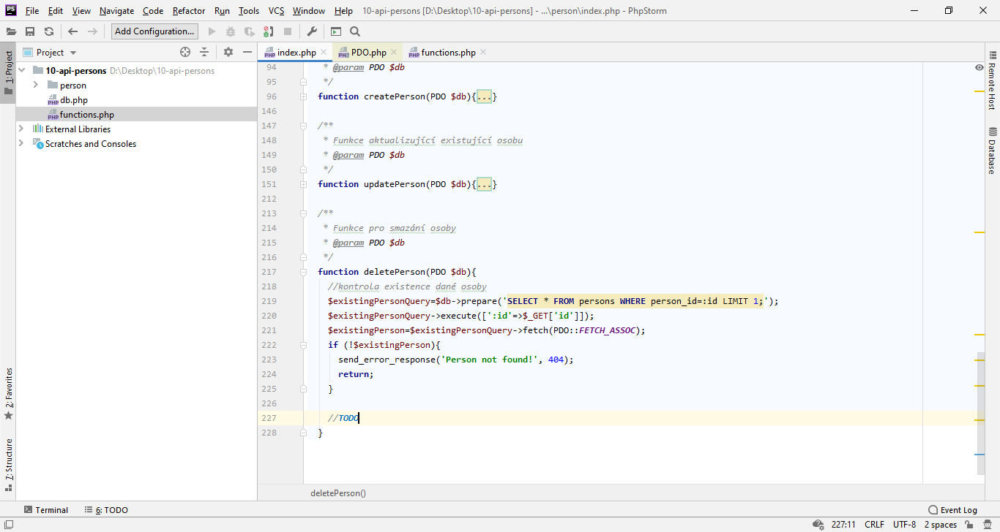 PS File Edit View Navigate Code Refactor Run Tools VCS Window Help 10-api-persons [D:\Desktop\10-api-persons] - ...\person\index.php - PhpStorm
Add Configuration...
1: Project
Project
10-api-persons D:\Desktop\10-api-persons
person
db.php
functions.php
External Libraries
Scratches and Consoles
2: Favorites
7: Structure
index.php PDO.php functions.php
94 * @param PDO $db
95 */
96 function createPerson(PDO $db){...}
146
147 /**
148 * Funkce aktualizující existující osobu
149 * @param PDO $db
150 */
151 function updatePerson(PDO $db){...}
212
213 /**
214 * Funkce pro smazání osoby
215 * @param PDO $db
216 */
217 function deletePerson(PDO $db){
218 //kontrola existence dané osoby
219 $existingPersonQuery=$db->prepare('SELECT * FROM persons WHERE person_id=:id LIMIT 1;');
220 $existingPersonQuery->execute([':id'=>$_GET['id']]);
221 $existingPerson=$existingPersonQuery->fetch(PDO::FETCH_ASSOC);
222 if (!$existingPerson){
223 send_error_response('Person not found!', 404);
224 return;
225 }
226
227 //TODO
228 }
deletePerson()
Remote Host
Database
Terminal 6: TODO Event Log
227:11 CRLF UTF-8 2 spaces